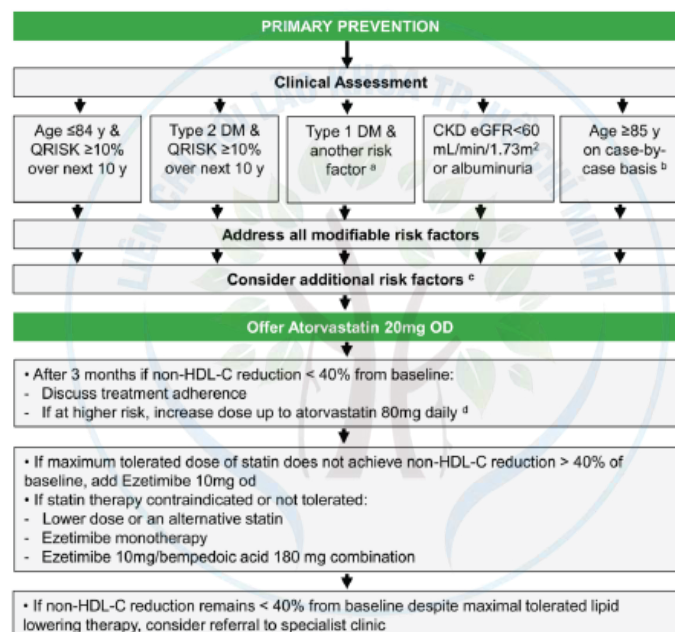 PRIMARY PREVENTION
Clinical Assessment
Age ≤84 y &
QRISK ≥10%
over next 10 y
Type 2 DM &
QRISK ≥10%
over next 10 y
Type 1 DM &
another risk
factor ᵃ
CKD eGFR<60
mL/min/1.73m²
or albuminuria
Age ≥85 y
on case-by-
case basis ᵇ
Address all modifiable risk factors
Consider additional risk factors ᶜ
Offer Atorvastatin 20mg OD
• After 3 months if non-HDL-C reduction < 40% from baseline:
- Discuss treatment adherence
- If at higher risk, increase dose up to atorvastatin 80mg daily ᵈ
• If maximum tolerated dose of statin does not achieve non-HDL-C reduction > 40% of
baseline, add Ezetimibe 10mg od
• If statin therapy contraindicated or not tolerated:
- Lower dose or an alternative statin
- Ezetimibe monotherapy
- Ezetimibe 10mg/bempedoic acid 180 mg combination
• If non-HDL-C reduction remains < 40% from baseline despite maximal tolerated lipid
lowering therapy, consider referral to specialist clinic